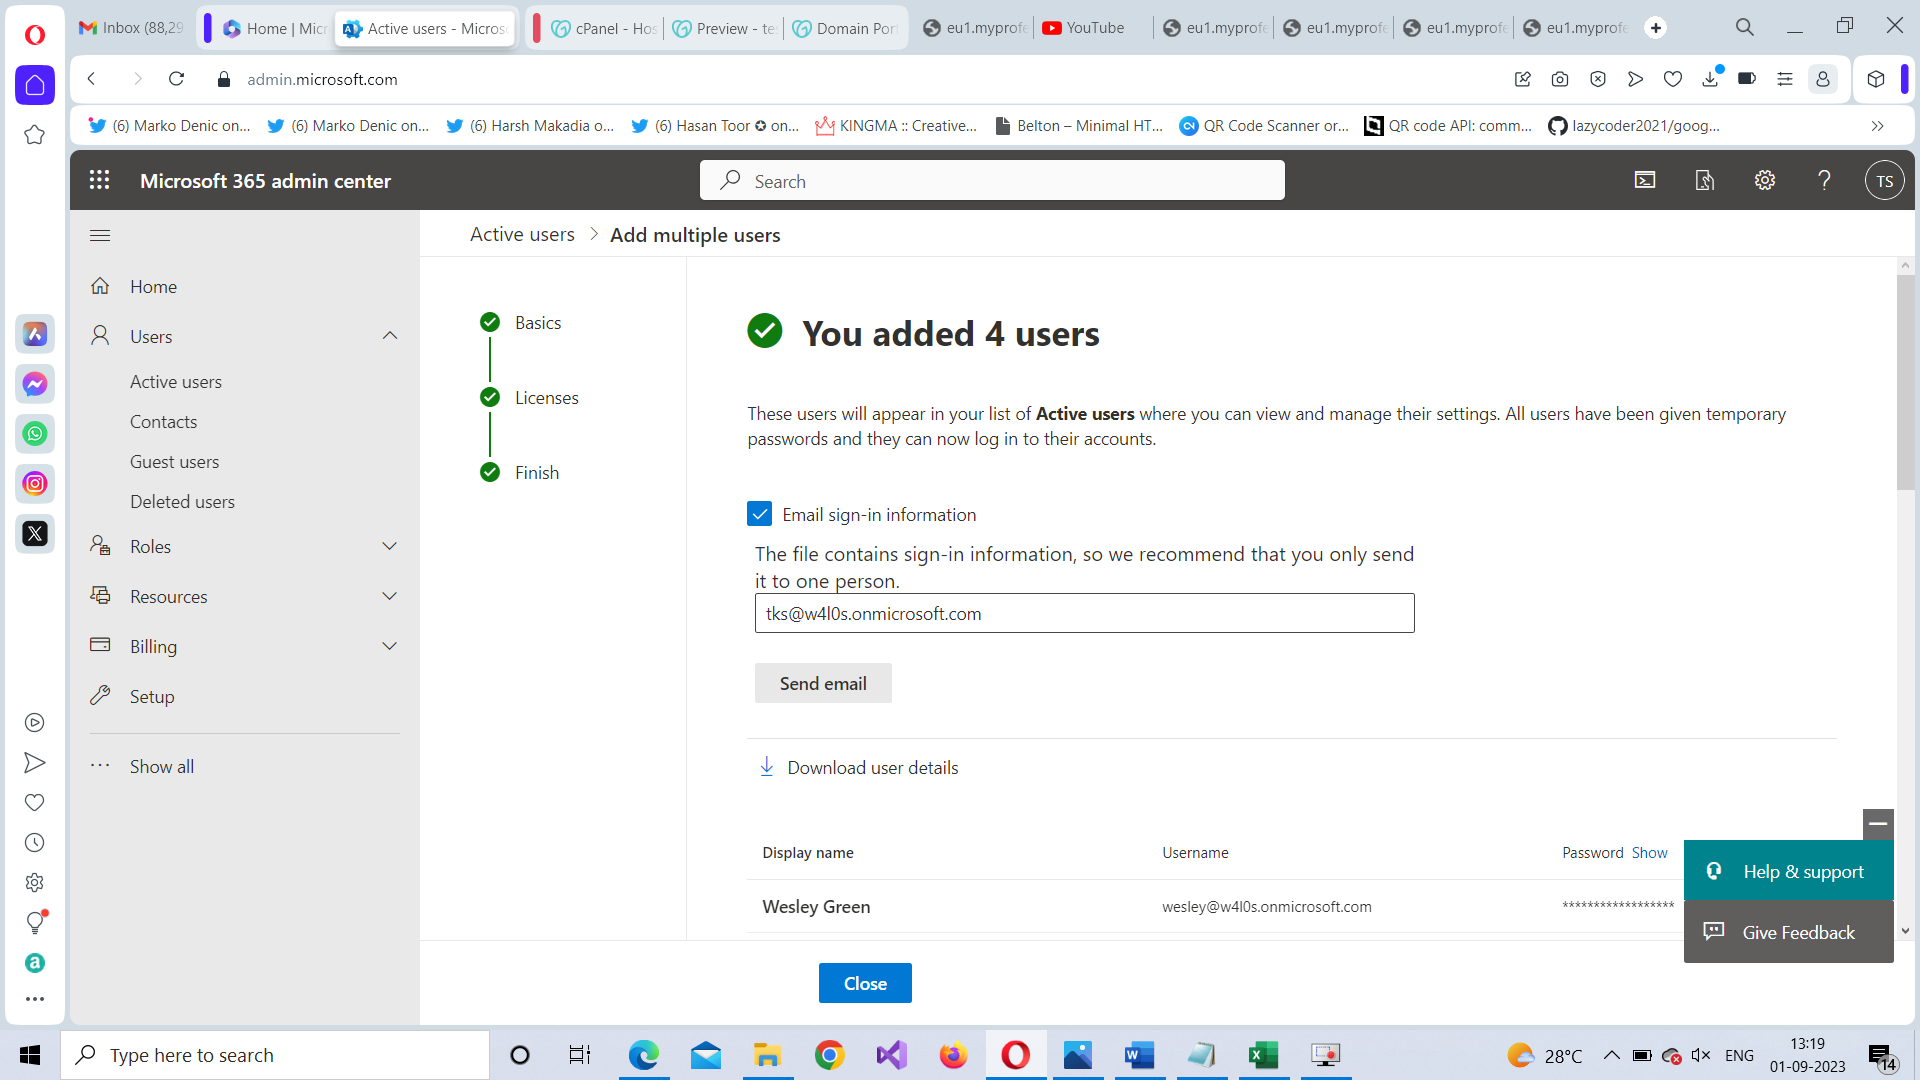 Inbox (88,29
Home | Micr
Active users - Micros
cPanel - Hos
Preview - te
Domain Por
eu1.myprofe
YouTube
eu1.myprofe
eu1.myprofe
eu1.myprofe
eu1.myprofe
admin.microsoft.com
(6) Marko Denic on...
(6) Marko Denic on...
(6) Harsh Makadia o...
(6) Hasan Toor ✪ on...
KINGMA :: Creative...
Belton – Minimal HT...
QR Code Scanner or...
QR code API: comm...
lazycoder2021/goog...
Microsoft 365 admin center
Search
TS
Active users > Add multiple users
Home
Users
Active users
Contacts
Guest users
Deleted users
Roles
Resources
Billing
Setup
Show all
Basics
Licenses
Finish
You added 4 users
These users will appear in your list of Active users where you can view and manage their settings. All users have been given temporary
passwords and they can now log in to their accounts.
Email sign-in information
The file contains sign-in information, so we recommend that you only send
it to one person.
tks@w4l0s.onmicrosoft.com
Send email
Download user details
Display name Username Password Show
Wesley Green wesley@w4l0s.onmicrosoft.com ******************
Help & support
Give Feedback
Close
Type here to search
28°C
ENG
13:19
01-09-2023
14